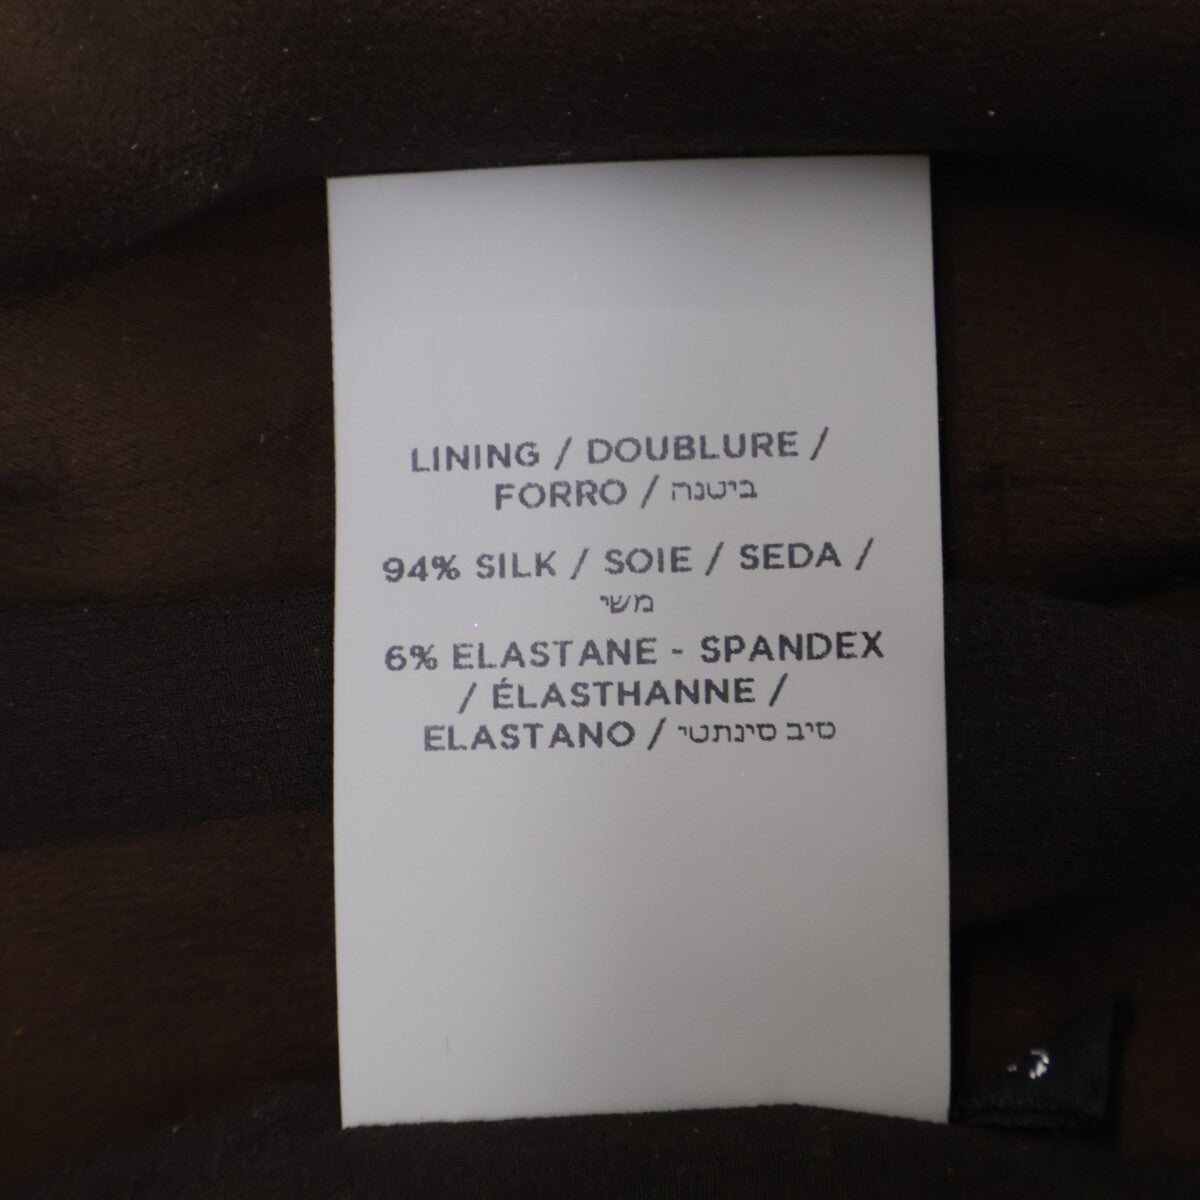 LINING / DOUBLURE /
FORRO / ביטנה
94% SILK / SOIE / SEDA /
משי
6% ELASTANE - SPANDEX
/ ÉLASTHANNE /
ELASTANO / סיב סינתטי